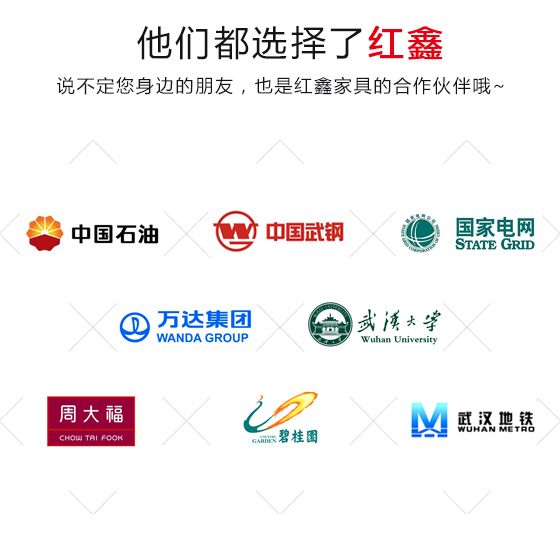 他们都选择了红鑫
说不定您身边的朋友，也是红鑫家具的合作伙伴哦~
中国石油
中国武钢
国家电网
STATE GRID
万达集团
WANDA GROUP
武汉大学
Wuhan University
周大福
CHOW TAI FOOK
COUNTRY
GARDEN
碧桂園
武汉地铁
WUHAN METRO